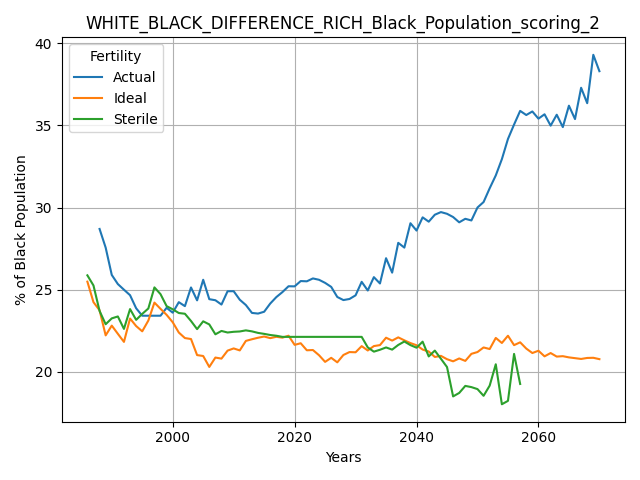 WHITE_BLACK_DIFFERENCE_RICH_Black_Population_scoring_2
Fertility
Actual
Ideal
Sterile
% of Black Population
40
35
30
25
20
2000
2020
2040
2060
Years